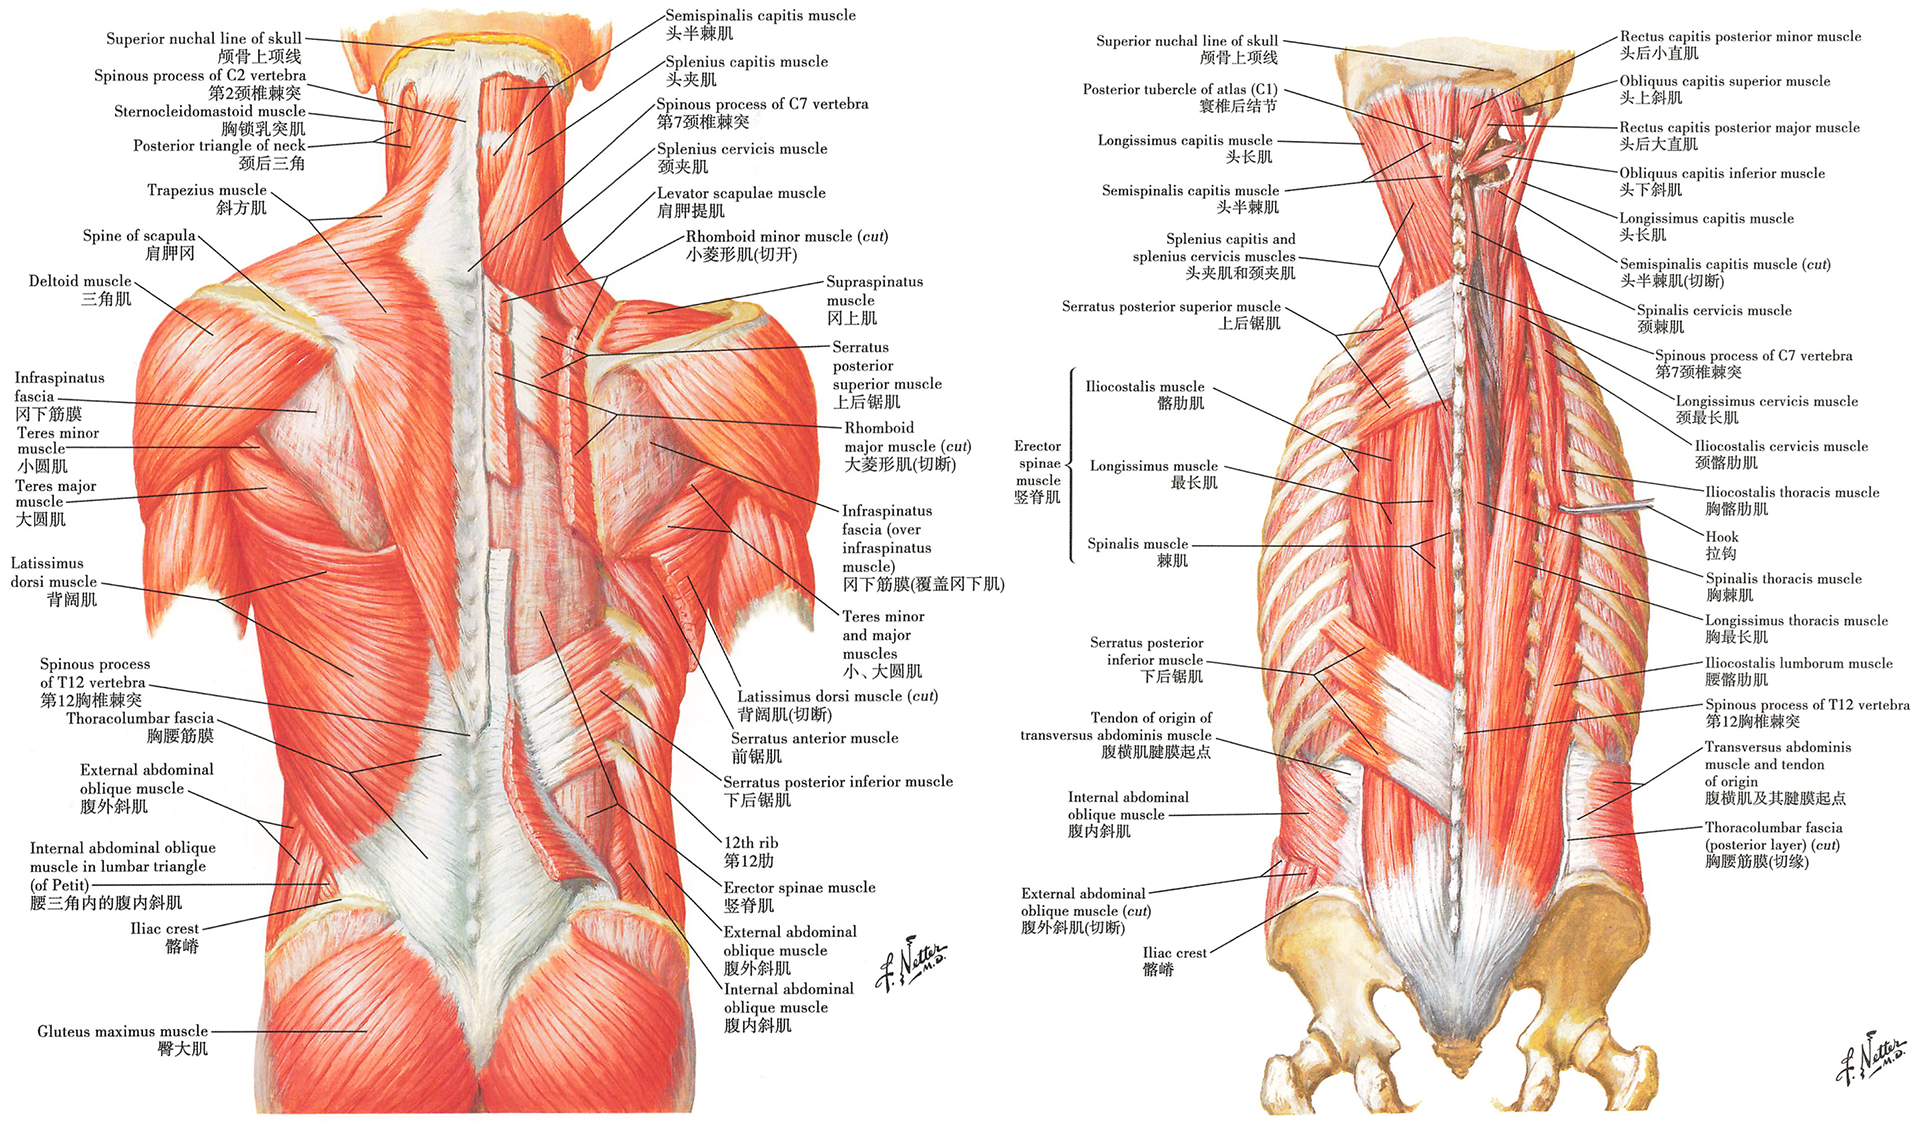 Superior nuchal line of skull
颅骨上项线
Spinous process of C2 vertebra
第2颈椎棘突
Sternocleidomastoid muscle
胸锁乳突肌
Posterior triangle of neck
颈后三角
Trapezius muscle
斜方肌
Spine of scapula
肩胛冈
Deltoid muscle
三角肌
Infraspinatus
fascia
冈下筋膜
Teres minor
muscle
小圆肌
Teres major
muscle
大圆肌
Latissimus
dorsi muscle
背阔肌
Spinous process
of T12 vertebra
第12胸椎棘突
Thoracolumbar fascia
胸腰筋膜
External abdominal
oblique muscle
腹外斜肌
Internal abdominal oblique
muscle in lumbar triangle
(of Petit)
腰三角内的腹内斜肌
Iliac crest
髂嵴
Gluteus maximus muscle
臀大肌
Semispinalis capitis muscle
头半棘肌
Splenius capitis muscle
头夹肌
Spinous process of C7 vertebra
第7颈椎棘突
Splenius cervicis muscle
颈夹肌
Levator scapulae muscle
肩胛提肌
Rhomboid minor muscle (cut)
小菱形肌(切开)
Supraspinatus
muscle
冈上肌
Serratus
posterior
superior muscle
上后锯肌
Rhomboid
major muscle (cut)
大菱形肌(切断)
Infraspinatus
fascia (over
infraspinatus
muscle)
冈下筋膜(覆盖冈下肌)
Teres minor
and major
muscles
小、大圆肌
Latissimus dorsi muscle (cut)
背阔肌(切断)
Serratus anterior muscle
前锯肌
Serratus posterior inferior muscle
下后锯肌
12th rib
第12肋
Erector spinae muscle
竖脊肌
External abdominal
oblique muscle
腹外斜肌
Internal abdominal
oblique muscle
腹内斜肌
F. Netter
M.D.
Superior nuchal line of skull
颅骨上项线
Posterior tubercle of atlas (C1)
寰椎后结节
Longissimus capitis muscle
头长肌
Semispinalis capitis muscle
头半棘肌
Splenius capitis and
splenius cervicis muscles
头夹肌和颈夹肌
Serratus posterior superior muscle
上后锯肌
Iliocostalis muscle
髂肋肌
Erector
spinae
muscle
竖脊肌
Longissimus muscle
最长肌
Spinalis muscle
棘肌
Serratus posterior
inferior muscle
下后锯肌
Tendon of origin of
transversus abdominis muscle
腹横肌腱膜起点
Internal abdominal
oblique muscle
腹内斜肌
External abdominal
oblique muscle (cut)
腹外斜肌(切断)
Iliac crest
髂嵴
Rectus capitis posterior minor muscle
头后小直肌
Obliquus capitis superior muscle
头上斜肌
Rectus capitis posterior major muscle
头后大直肌
Obliquus capitis inferior muscle
头下斜肌
Longissimus capitis muscle
头长肌
Semispinalis capitis muscle (cut)
头半棘肌(切断)
Spinalis cervicis muscle
颈棘肌
Spinous process of C7 vertebra
第7颈椎棘突
Longissimus cervicis muscle
颈最长肌
Iliocostalis cervicis muscle
颈髂肋肌
Iliocostalis thoracis muscle
胸髂肋肌
Hook
拉钩
Spinalis thoracis muscle
胸棘肌
Longissimus thoracis muscle
胸最长肌
Iliocostalis lumborum muscle
腰髂肋肌
Spinous process of T12 vertebra
第12胸椎棘突
Transversus abdominis
muscle and tendon
of origin
腹横肌及其腱膜起点
Thoracolumbar fascia
(posterior layer) (cut)
胸腰筋膜(切缘)
F. Netter
M.D.